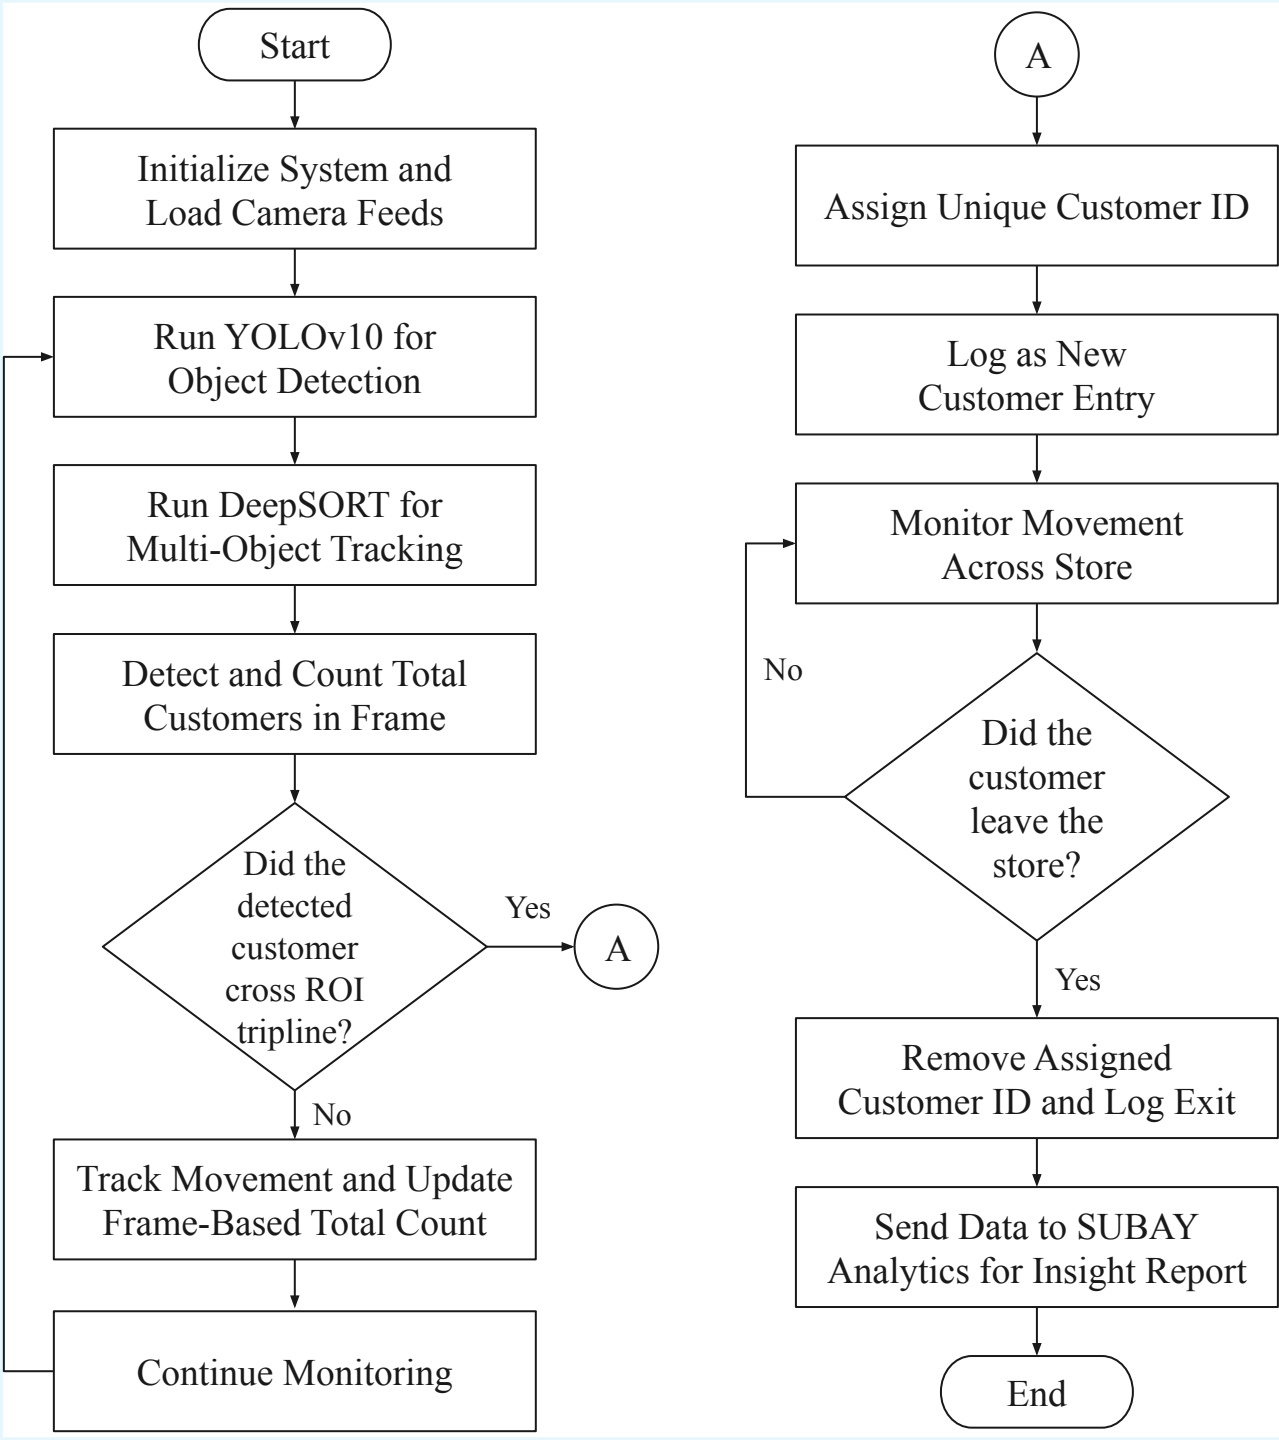 Start
Initialize System and
Load Camera Feeds
Run YOLOv10 for
Object Detection
Run DeepSORT for
Multi-Object Tracking
Detect and Count Total
Customers in Frame
Did the
detected
customer
cross ROI
tripline?
Yes
A
No
Track Movement and Update
Frame-Based Total Count
Continue Monitoring
A
Assign Unique Customer ID
Log as New
Customer Entry
Monitor Movement
Across Store
No
Did the
customer
leave the
store?
Yes
Remove Assigned
Customer ID and Log Exit
Send Data to SUBAY
Analytics for Insight Report
End